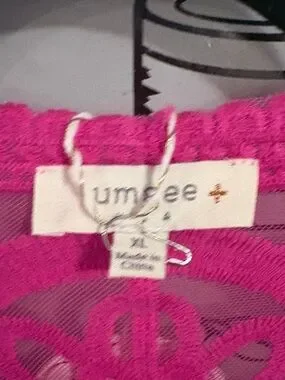 umgee +
U S A
XL
Made in
China